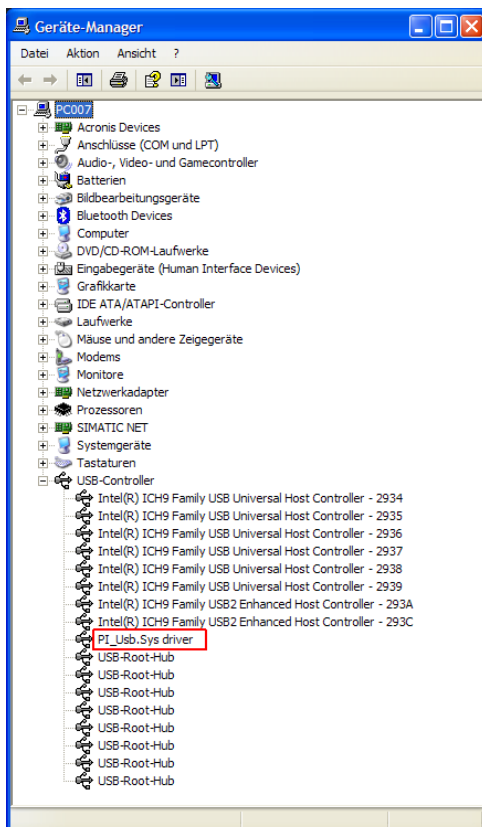 Geräte-Manager
Datei Aktion Ansicht ?
PC007
Acronis Devices
Anschlüsse (COM und LPT)
Audio-, Video- und Gamecontroller
Batterien
Bildbearbeitungsgeräte
Bluetooth Devices
Computer
DVD/CD-ROM-Laufwerke
Eingabegeräte (Human Interface Devices)
Grafikkarte
IDE ATA/ATAPI-Controller
Laufwerke
Mäuse und andere Zeigegeräte
Modems
Monitore
Netzwerkadapter
Prozessoren
SIMATIC NET
Systemgeräte
Tastaturen
USB-Controller
Intel(R) ICH9 Family USB Universal Host Controller - 2934
Intel(R) ICH9 Family USB Universal Host Controller - 2935
Intel(R) ICH9 Family USB Universal Host Controller - 2936
Intel(R) ICH9 Family USB Universal Host Controller - 2937
Intel(R) ICH9 Family USB Universal Host Controller - 2938
Intel(R) ICH9 Family USB Universal Host Controller - 2939
Intel(R) ICH9 Family USB2 Enhanced Host Controller - 293A
Intel(R) ICH9 Family USB2 Enhanced Host Controller - 293C
PI_Usb.Sys driver
USB-Root-Hub
USB-Root-Hub
USB-Root-Hub
USB-Root-Hub
USB-Root-Hub
USB-Root-Hub
USB-Root-Hub
USB-Root-Hub